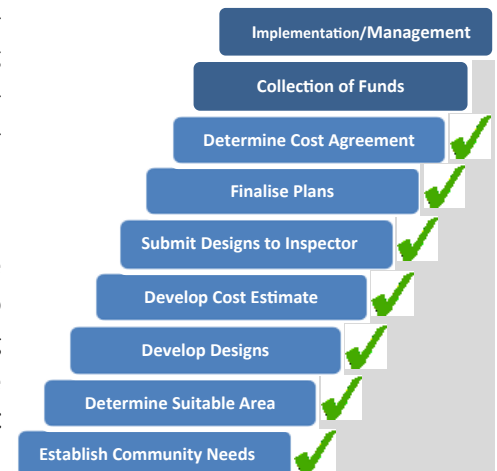 Implementation/Management
Collection of Funds
Determine Cost Agreement
Finalise Plans
Submit Designs to Inspector
Develop Cost Estimate
Develop Designs
Determine Suitable Area
Establish Community Needs